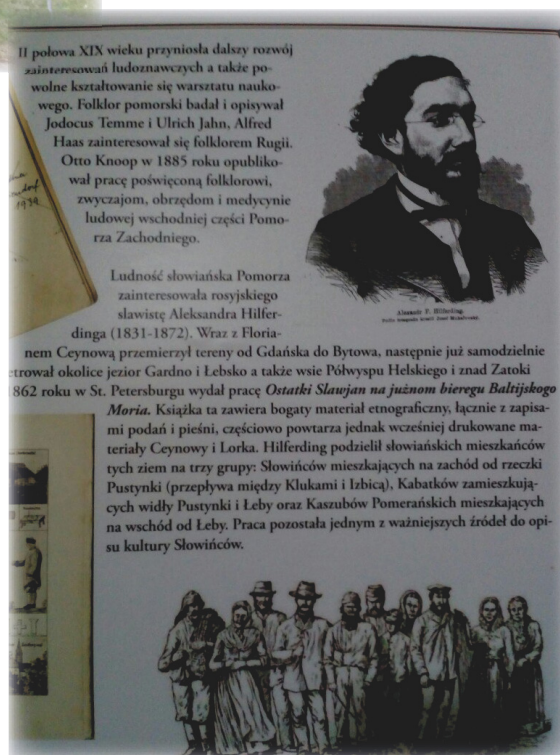 II połowa XIX wieku przyniosła dalszy rozwój
zainteresowań ludoznawczych a także po-
wolne kształtowanie się warsztatu nauko-
wego. Folklor pomorski badał i opisywał
Jodocus Temme i Ulrich Jahn, Alfred
Haas zainteresował się folklorem Rugii.
Otto Knoop w 1885 roku opubliko-
wał pracę poświęconą folklorowi,
zwyczajom, obrzędom i medycynie
ludowej wschodniej części Pomo-
rza Zachodniego.
1939
Alexandr F. Hilferding.
Ludność słowiańska Pomorza
zainteresowała rosyjskiego
slawistę Aleksandra Hilfer-
dinga (1831-1872). Wraz z Floria-
nem Ceynową przemierzył tereny od Gdańska do Bytowa, następnie już samodzielnie
etrował okolice jezior Gardno i Łebsko a także wsie Półwyspu Helskiego i znad Zatoki
1862 roku w St. Petersburgu wydał pracę Ostatki Slawjan na jużnom bieregu Baltijskogo
Moria. Książka ta zawiera bogaty materiał etnograficzny, łącznie z zapisa-
mi podań i pieśni, częściowo powtarza jednak wcześniej drukowane ma-
teriały Ceynowy i Lorka. Hilferding podzielił słowiańskich mieszkańców
tych ziem na trzy grupy: Słowińców mieszkających na zachód od rzeczki
Pustynki (przepływa między Klukami i Izbicą), Kabatków zamieszkują-
cych widły Pustynki i Łeby oraz Kaszubów Pomerańskich mieszkających
na wschód od Łeby. Praca pozostała jednym z ważniejszych źródeł do opi-
su kultury Słowińców.